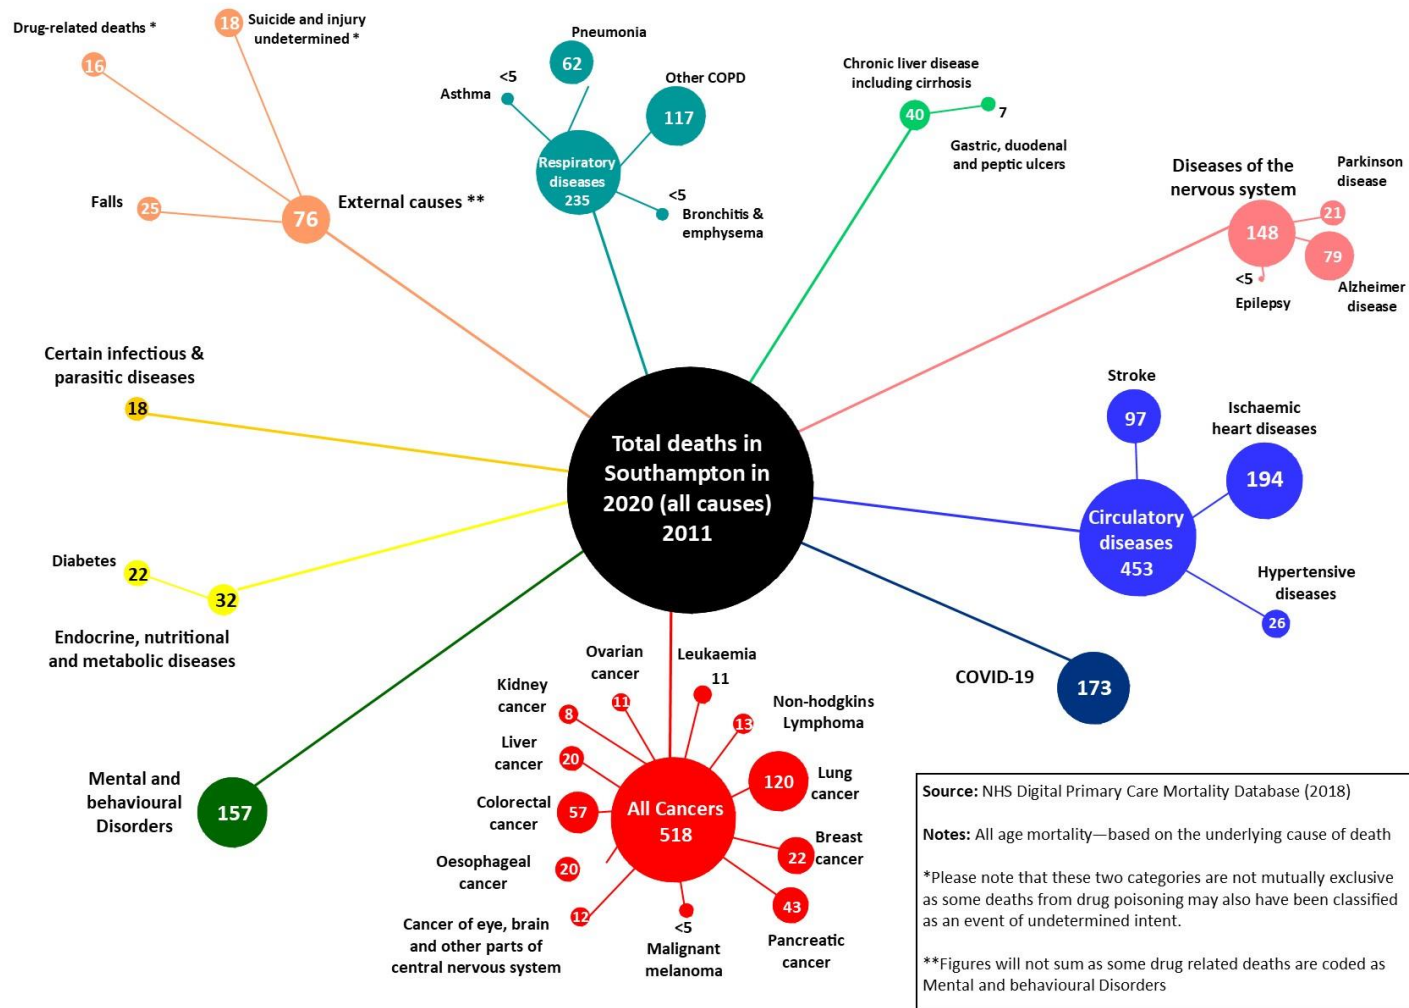 Drug-related deaths *
16
18
Suicide and injury
undetermined *
Falls
25
76
External causes **
Pneumonia
62
<5
Asthma
Other COPD
117
Respiratory
diseases
235
<5
Bronchitis &
emphysema
Chronic liver disease
including cirrhosis
40
7
Gastric, duodenal
and peptic ulcers
Diseases of the
nervous system
148
Parkinson
disease
21
79
Alzheimer
disease
<5
Epilepsy
Certain infectious &
parasitic diseases
18
Total deaths in
Southampton in
2020 (all causes)
2011
Stroke
97
Ischaemic
heart diseases
194
Circulatory
diseases
453
Hypertensive
diseases
26
Diabetes
22
32
Endocrine, nutritional
and metabolic diseases
COVID-19
173
Mental and
behavioural
Disorders
157
Ovarian
cancer
11
Leukaemia
11
Kidney
cancer
8
Non-hodgkins
Lymphoma
13
Liver
cancer
20
Lung
cancer
120
Colorectal
cancer
57
All Cancers
518
Breast
cancer
22
Oesophageal
cancer
20
Pancreatic
cancer
43
Cancer of eye, brain
and other parts of
central nervous system
12
<5
Malignant
melanoma
Source: NHS Digital Primary Care Mortality Database (2018)
Notes: All age mortality—based on the underlying cause of death
*Please note that these two categories are not mutually exclusive
as some deaths from drug poisoning may also have been classified
as an event of undetermined intent.
**Figures will not sum as some drug related deaths are coded as
Mental and behavioural Disorders